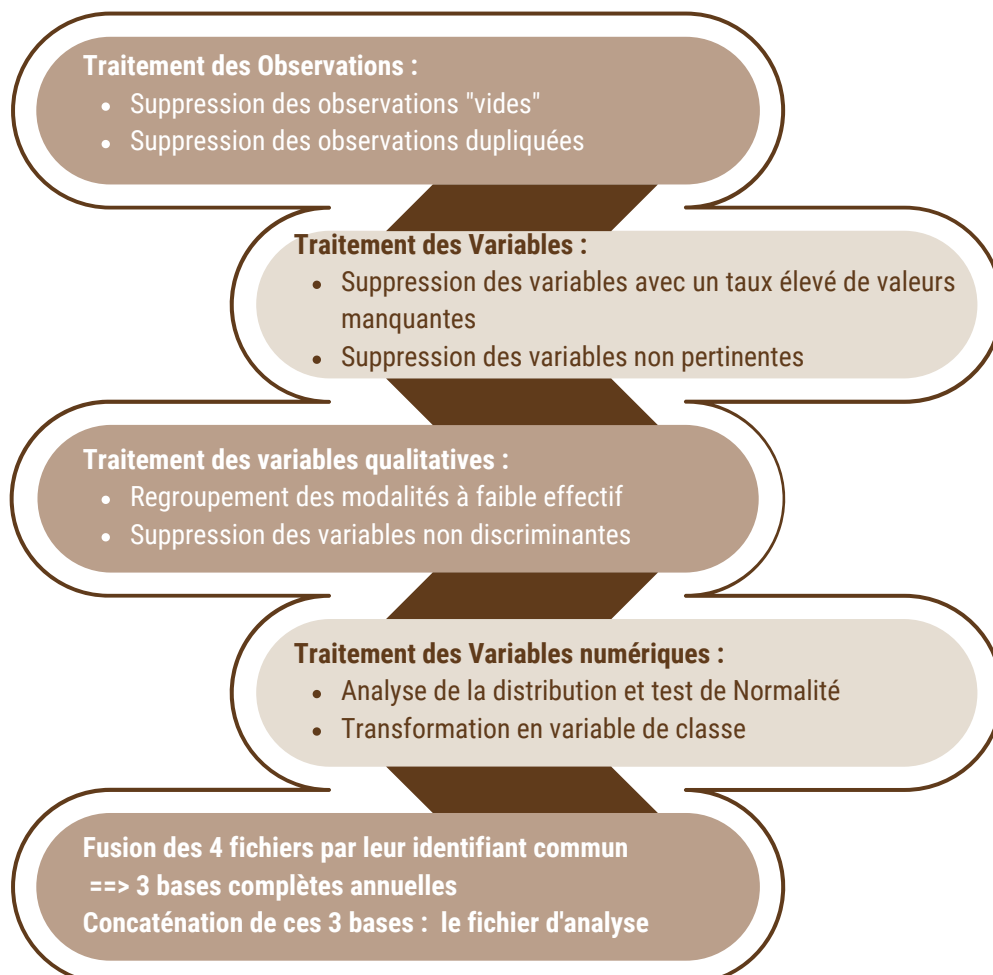 Traitement des Observations :
• Suppression des observations "vides"
• Suppression des observations dupliquées
Traitement des Variables :
• Suppression des variables avec un taux élevé de valeurs
manquantes
• Suppression des variables non pertinentes
Traitement des variables qualitatives :
• Regroupement des modalités à faible effectif
• Suppression des variables non discriminantes
Traitement des Variables numériques :
• Analyse de la distribution et test de Normalité
• Transformation en variable de classe
Fusion des 4 fichiers par leur identifiant commun
==> 3 bases complètes annuelles
Concaténation de ces 3 bases : le fichier d'analyse